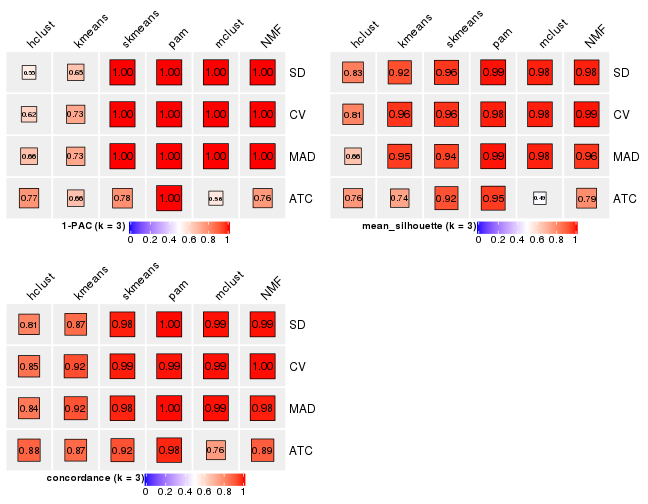 hclust kmeans skmeans pam mclust NMF
0.55 0.65 1.00 1.00 1.00 1.00 SD
0.62 0.73 1.00 1.00 1.00 1.00 CV
0.66 0.73 1.00 1.00 1.00 1.00 MAD
0.77 0.66 0.78 1.00 0.56 0.76 ATC
1-PAC (k = 3)
0 0.2 0.4 0.6 0.8 1
hclust kmeans skmeans pam mclust NMF
0.83 0.92 0.96 0.99 0.98 0.98 SD
0.81 0.96 0.96 0.98 0.98 0.99 CV
0.66 0.95 0.94 0.99 0.98 0.96 MAD
0.76 0.74 0.92 0.95 0.49 0.79 ATC
mean_silhouette (k = 3)
0 0.2 0.4 0.6 0.8 1
hclust kmeans skmeans pam mclust NMF
0.81 0.87 0.98 1.00 0.99 0.99 SD
0.85 0.92 0.99 0.99 0.99 1.00 CV
0.84 0.92 0.98 1.00 0.99 0.98 MAD
0.88 0.87 0.92 0.98 0.76 0.89 ATC
concordance (k = 3)
0 0.2 0.4 0.6 0.8 1